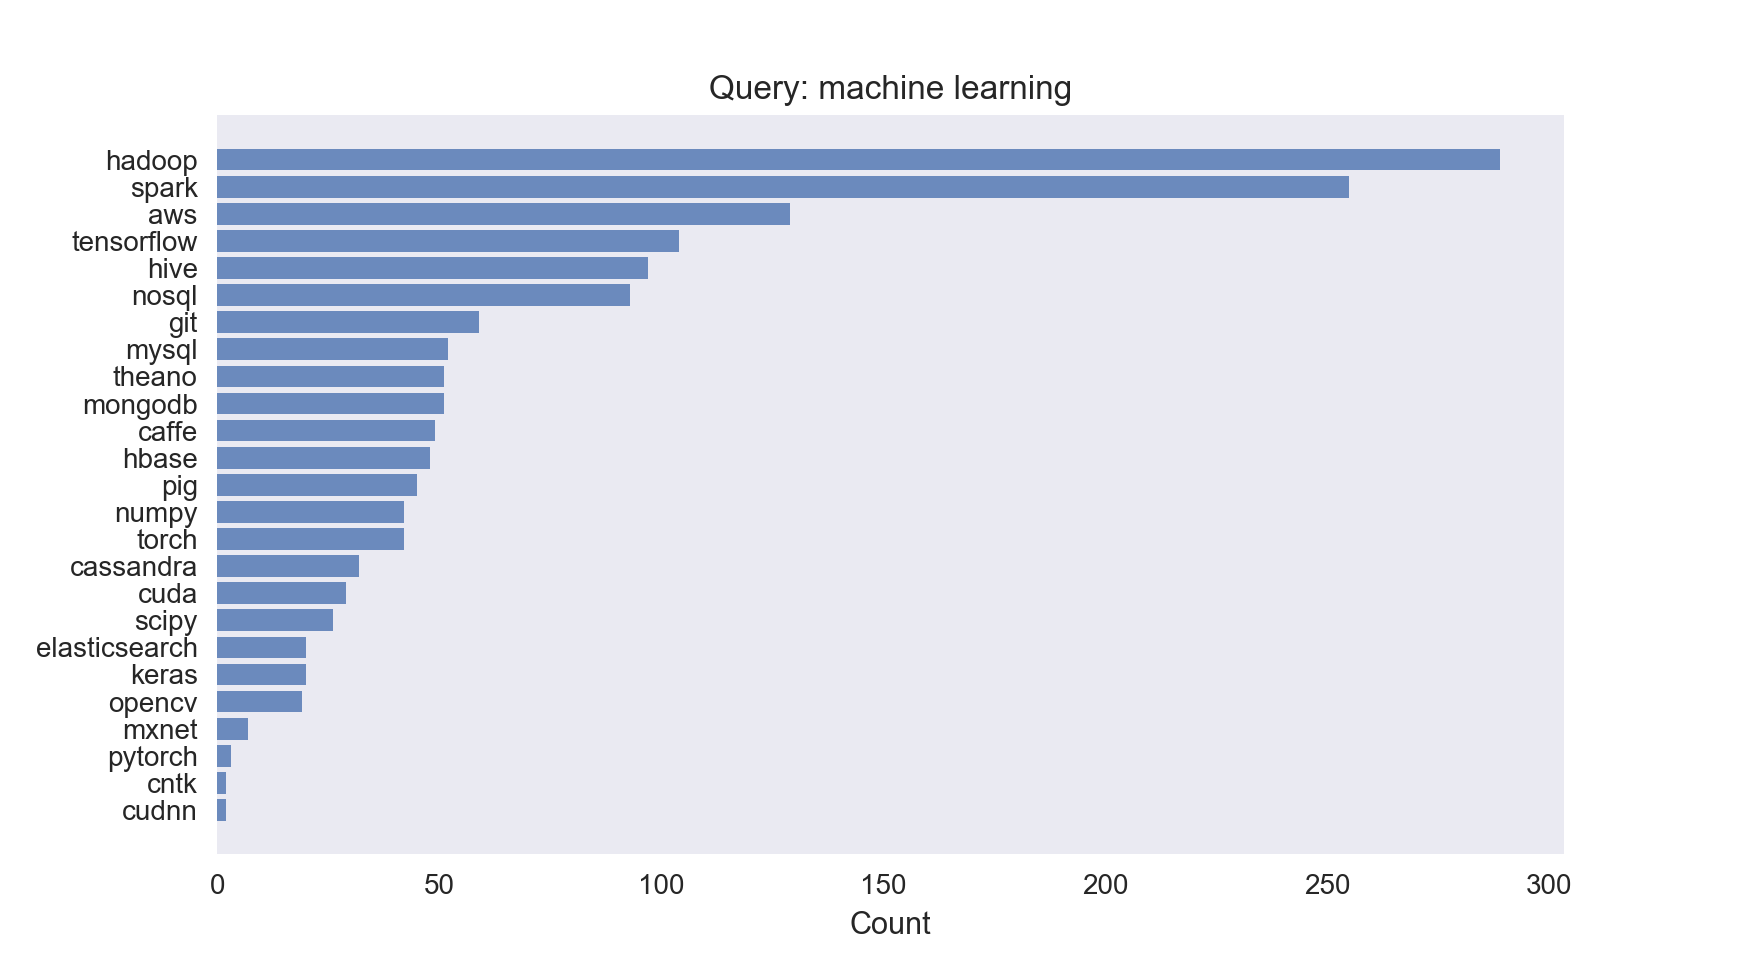 Query: machine learning
hadoop
spark
aws
tensorflow
hive
nosql
git
mysql
theano
mongodb
caffe
hbase
pig
numpy
torch
cassandra
cuda
scipy
elasticsearch
keras
opencv
mxnet
pytorch
cntk
cudnn
0 50 100 150 200 250 300
Count